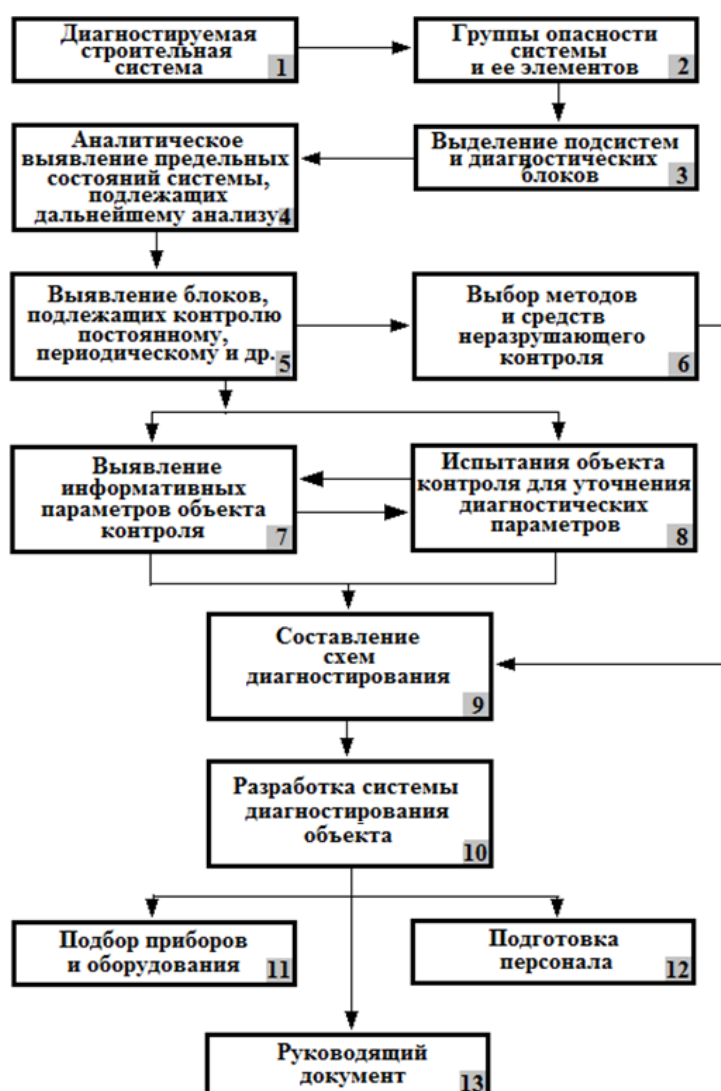 Диагностируемая
строительная
система
1
Группы опасности
системы
и ее элементов
2
Выделение подсистем
и диагностических
блоков
3
Аналитическое
выявление предельных
состояний системы,
подлежащих
дальнейшему анализу
4
Выявление блоков,
подлежащих контролю
постоянному,
периодическому и др.
5
Выбор методов
и средств
неразрушающего
контроля
6
Выявление
информативных
параметров объекта
контроля
7
Испытания объекта
контроля для уточнения
диагностических
параметров
8
Составление
схем
диагностирования
9
Разработка системы
диагностирования
объекта
10
Подбор приборов
и оборудования
11
Подготовка
персонала
12
Руководящий
документ
13